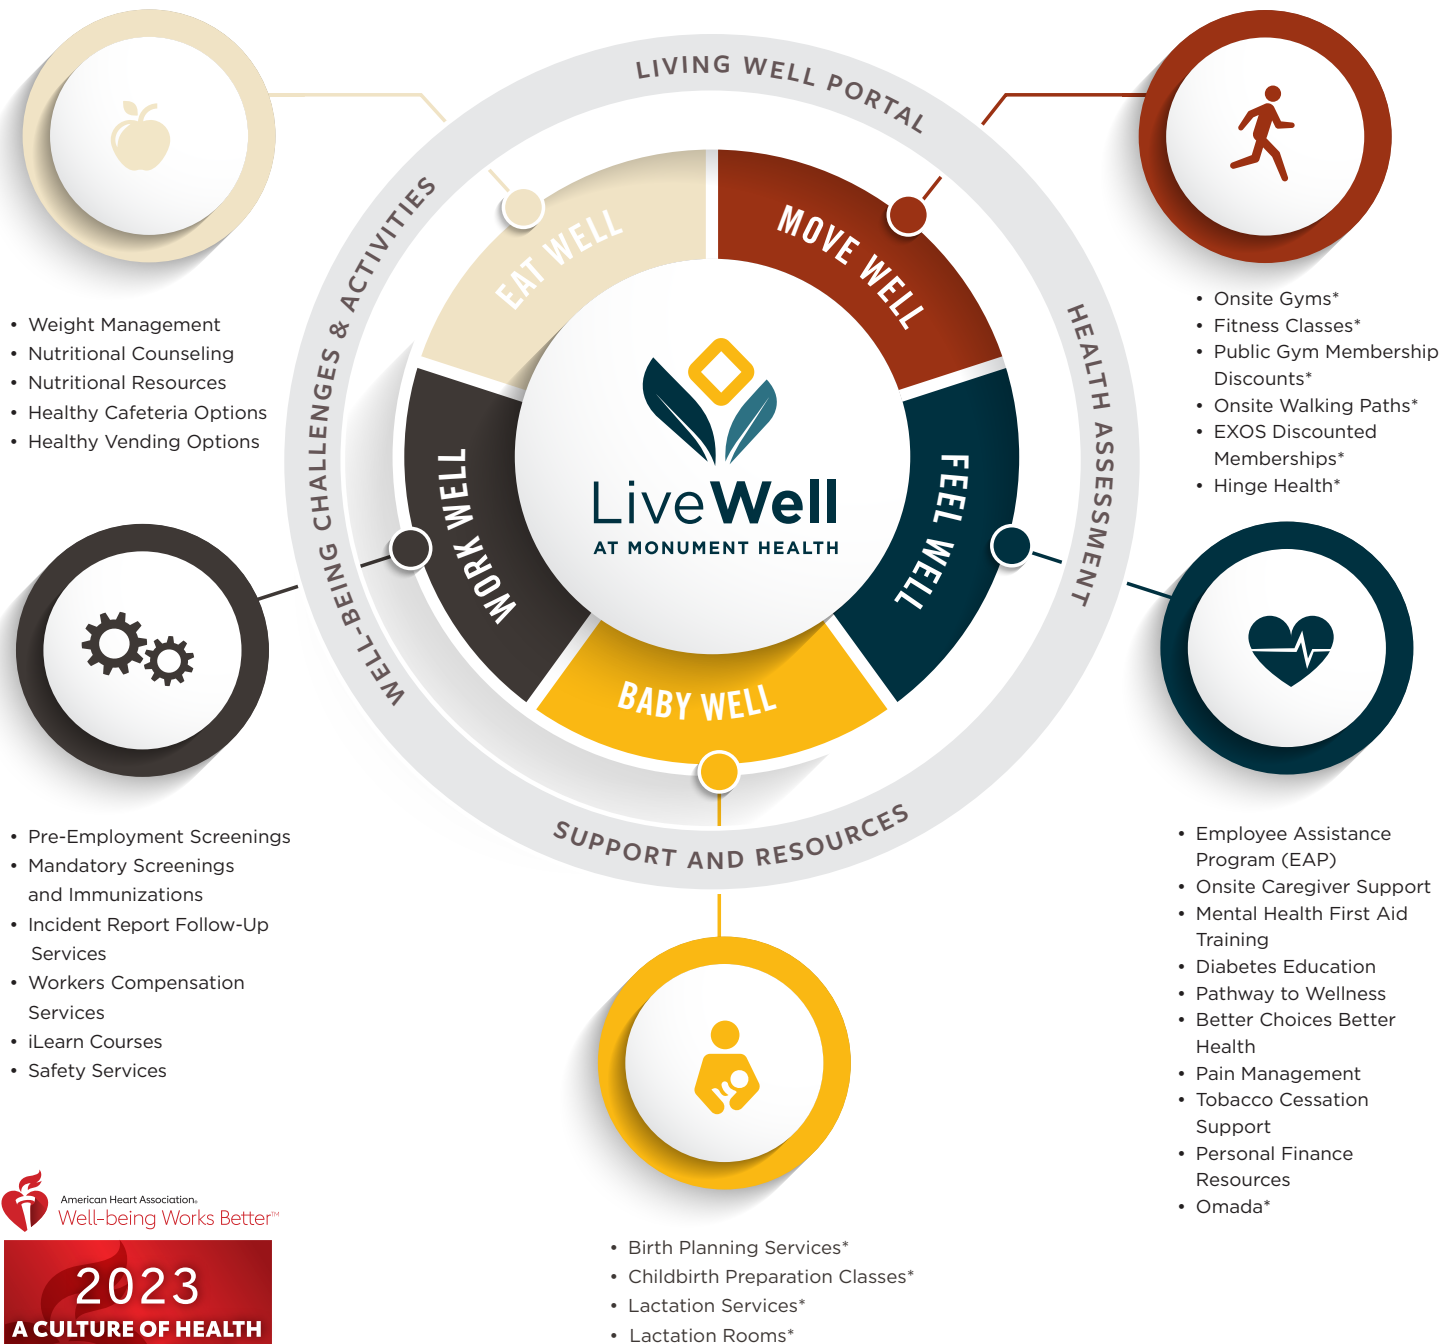 LIVING WELL PORTAL
WELL-BEING CHALLENGES & ACTIVITIES
HEALTH ASSESSMENT
SUPPORT AND RESOURCES
EAT WELL
MOVE WELL
WORK WELL
FEEL WELL
BABY WELL
LiveWell
AT MONUMENT HEALTH
• Weight Management
• Nutritional Counseling
• Nutritional Resources
• Healthy Cafeteria Options
• Healthy Vending Options
• Onsite Gyms*
• Fitness Classes*
• Public Gym Membership
Discounts*
• Onsite Walking Paths*
• EXOS Discounted
Memberships*
• Hinge Health*
• Pre-Employment Screenings
• Mandatory Screenings
and Immunizations
• Incident Report Follow-Up
Services
• Workers Compensation
Services
• iLearn Courses
• Safety Services
• Employee Assistance
Program (EAP)
• Onsite Caregiver Support
• Mental Health First Aid
Training
• Diabetes Education
• Pathway to Wellness
• Better Choices Better
Health
• Pain Management
• Tobacco Cessation
Support
• Personal Finance
Resources
• Omada*
• Birth Planning Services*
• Childbirth Preparation Classes*
• Lactation Services*
• Lactation Rooms*
American Heart Association®
Well-being Works Better™
2023
A CULTURE OF HEALTH